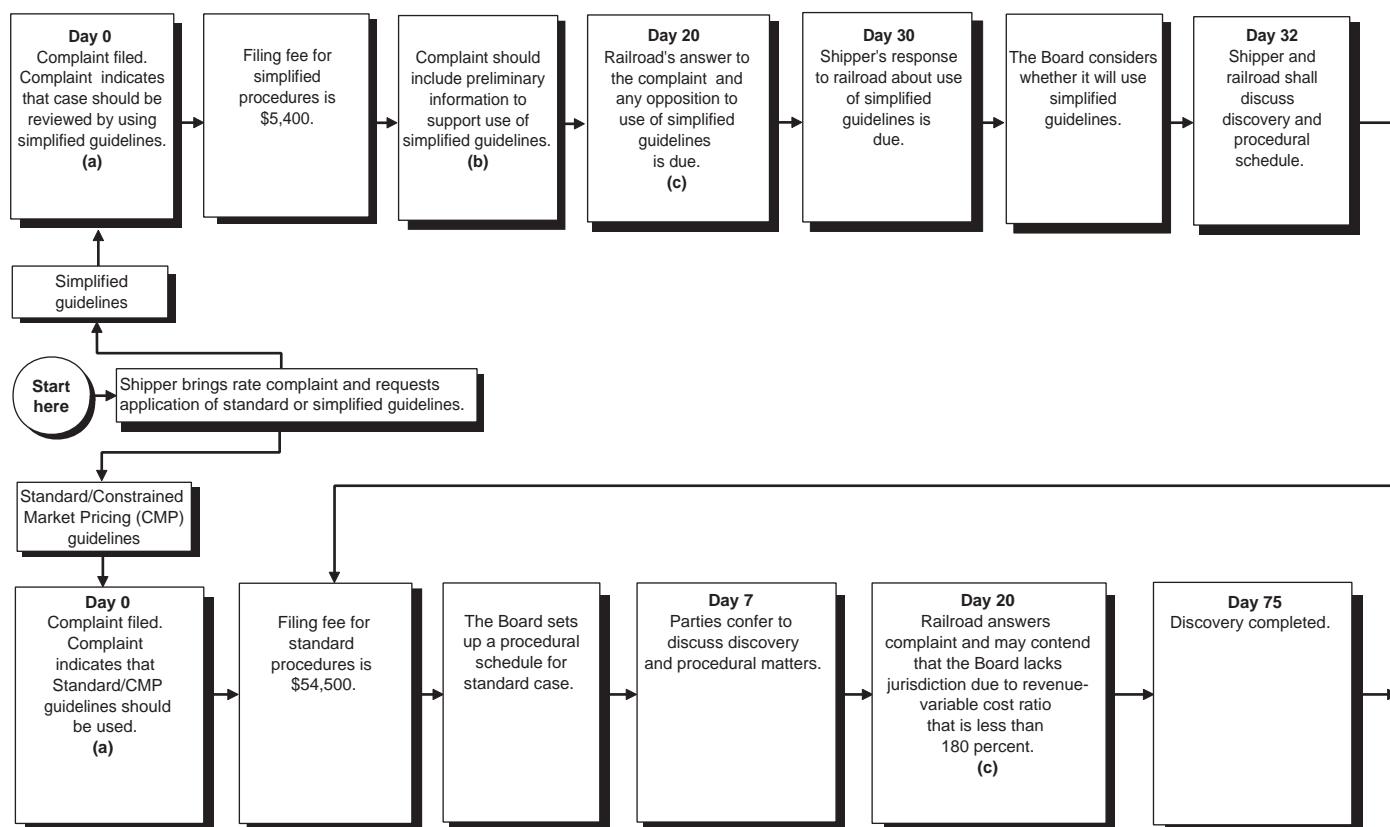 Day 0
Complaint filed.
Complaint indicates
that case should be
reviewed by using
simplified guidelines.
(a)
Filing fee for
simplified
procedures is
$5,400.
Complaint should
include preliminary
information to
support use of
simplified guidelines.
(b)
Day 20
Railroad's answer to
the complaint and
any opposition to
use of simplified
guidelines
is due.
(c)
Day 30
Shipper's response
to railroad about use
of simplified
guidelines is
due.
The Board considers
whether it will use
simplified
guidelines.
Day 32
Shipper and
railroad shall
discuss
discovery and
procedural
schedule.
Simplified
guidelines
Start
here
Shipper brings rate complaint and requests
application of standard or simplified guidelines.
Standard/Constrained
Market Pricing (CMP)
guidelines
Day 0
Complaint filed.
Complaint
indicates that
Standard/CMP
guidelines should
be used.
(a)
Filing fee for
standard
procedures is
$54,500.
The Board sets
up a procedural
schedule for
standard case.
Day 7
Parties confer to
discuss discovery
and procedural matters.
Day 20
Railroad answers
complaint and may contend
that the Board lacks
jurisdiction due to revenue-
variable cost ratio
that is less than
180 percent.
(c)
Day 75
Discovery completed.